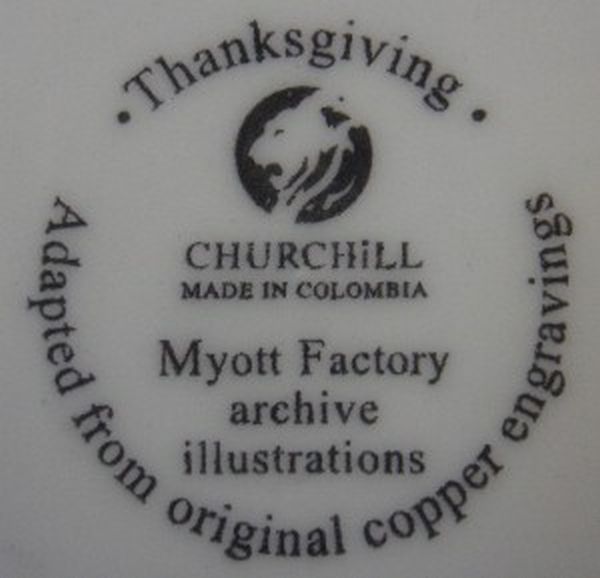 • Thanksgiving •
CHURCHiLL
MADE IN COLOMBIA
Myott Factory
archive
illustrations
Adapted from original copper engravings